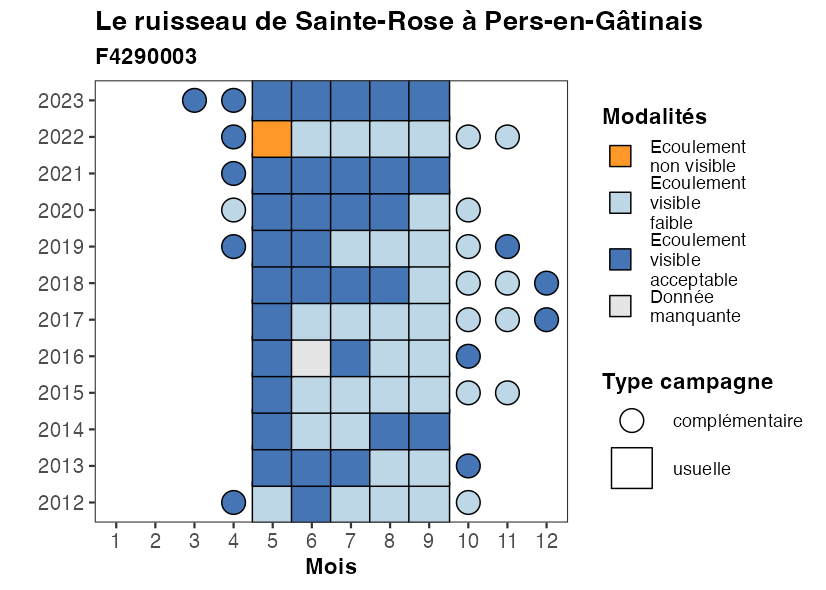 Le ruisseau de Sainte-Rose à Pers-en-Gâtinais
F4290003
2023
2022
2021
2020
2019
2018
2017
2016
2015
2014
2013
2012
1 2 3 4 5 6 7 8 9 10 11 12
Mois
Modalités
Ecoulement
non visible
Ecoulement
visible
faible
Ecoulement
visible
acceptable
Donnée
manquante
Type campagne
complémentaire
usuelle